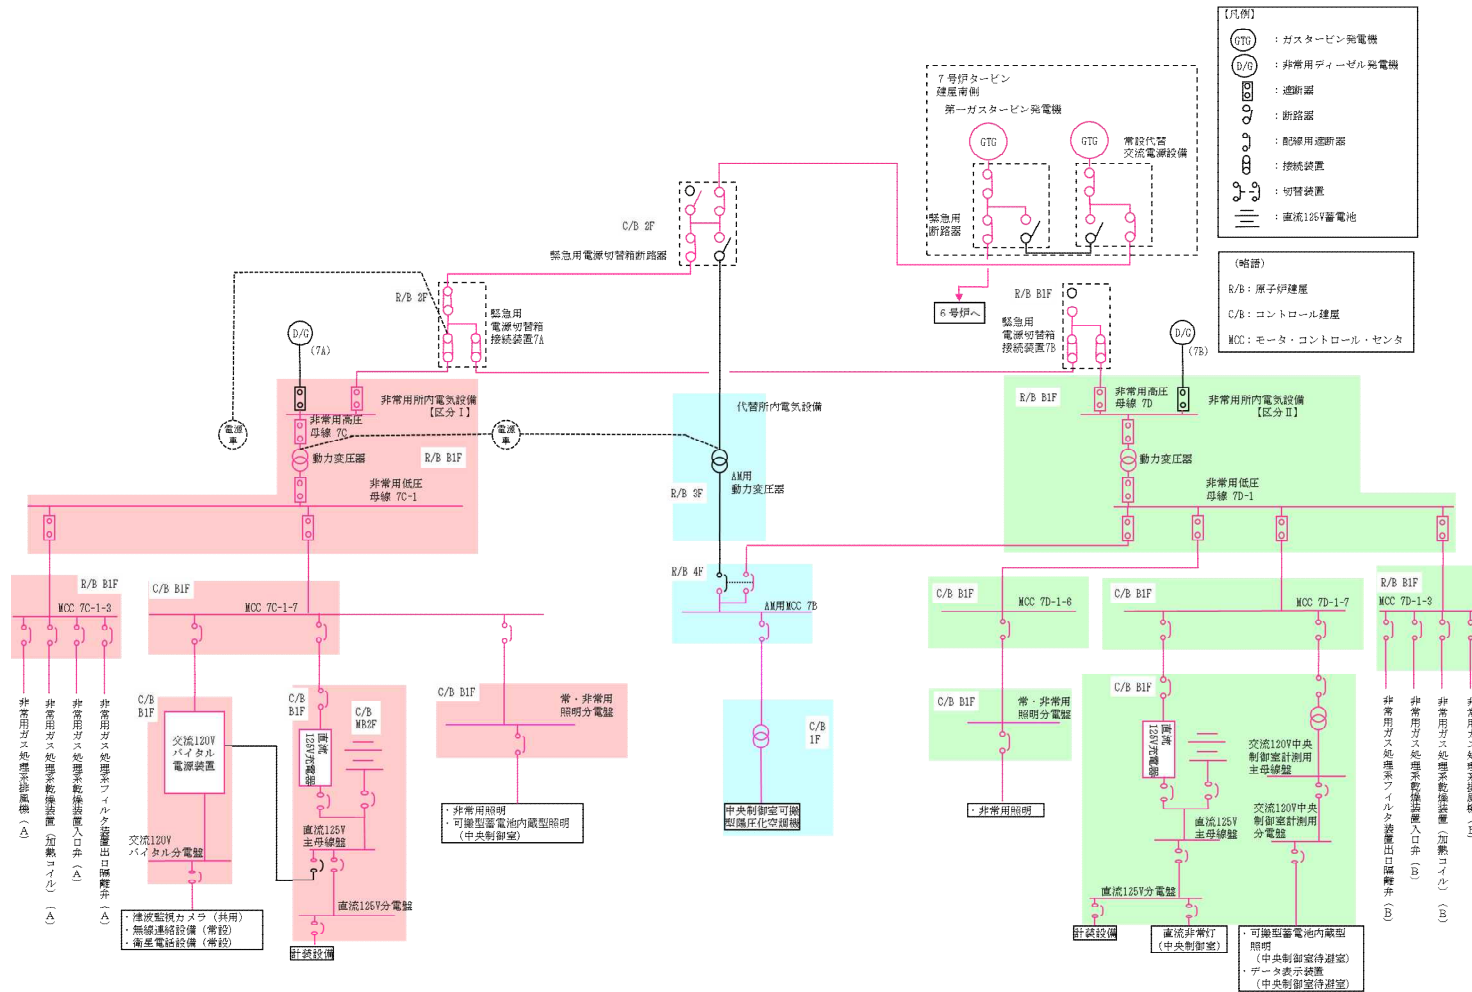 【凡例】
GTG ：ガスタービン発電機
D/G ：非常用ディーゼル発電機
：遮断器
：断路器
：配線用遮断器
：接続装置
：切替装置
：直流125V蓄電池
（略語）
R/B：原子炉建屋
C/B：コントロール建屋
MCC：モータ・コントロール・センタ
7号炉タービン
建屋南側
第一ガスタービン発電機
GTG
GTG
常設代替
交流電源設備
緊急用
断路器
6号炉へ
C/B 2F
緊急用電源切替箱断路器
R/B 2F
緊急用
電源切替箱
接続装置7A
R/B B1F
緊急用
電源切替箱
接続装置7B
D/G
(7A)
D/G
(7B)
電源
車
電源
車
非常用所内電気設備
【区分Ⅰ】
非常用高圧
母線 7C
動力変圧器
R/B B1F
非常用低圧
母線 7C-1
代替所内電気設備
AM用
動力変圧器
R/B 3F
R/B 4F
AM用MCC 7B
C/B
1F
中央制御室可搬
型陽圧化空調機
R/B B1F
非常用高圧
母線 7D
非常用所内電気設備
【区分Ⅱ】
動力変圧器
非常用低圧
母線 7D-1
R/B B1F
MCC 7C-1-3
C/B B1F
MCC 7C-1-7
C/B
B1F
交流120V
バイタル
電源装置
交流120V
バイタル分電盤
・津波監視カメラ（共用）
・無線連絡設備（常設）
・衛星電話設備（常設）
C/B
B1F
C/B
MB2F
直流
125V充電器
直流125V
主母線盤
直流125V分電盤
計装設備
C/B B1F
常・非常用
照明分電盤
・非常用照明
・可搬型蓄電池内蔵型照明
（中央制御室）
C/B B1F
MCC 7D-1-6
C/B B1F
常・非常用
照明分電盤
・非常用照明
C/B B1F
MCC 7D-1-7
C/B B1F
直流
125V充電器
直流125V
主母線盤
直流125V分電盤
計装設備
直流非常灯
（中央制御室）
交流120V中央
制御室計測用
主母線盤
交流120V中央
制御室計測用
分電盤
・可搬型蓄電池内蔵型
照明
（中央制御室待避室）
・データ表示装置
（中央制御室待避室）
R/B B1F
MCC 7D-1-3
非常用ガス処理系排風機（A）
非常用ガス処理系乾燥装置（加熱コイル）（A）
非常用ガス処理系乾燥装置入口弁（A）
非常用ガス処理系フィルタ装置出口隔離弁（A）
非常用ガス処理系フィルタ装置出口隔離弁（B）
非常用ガス処理系乾燥装置入口弁（B）
非常用ガス処理系乾燥装置（加熱コイル）（B）